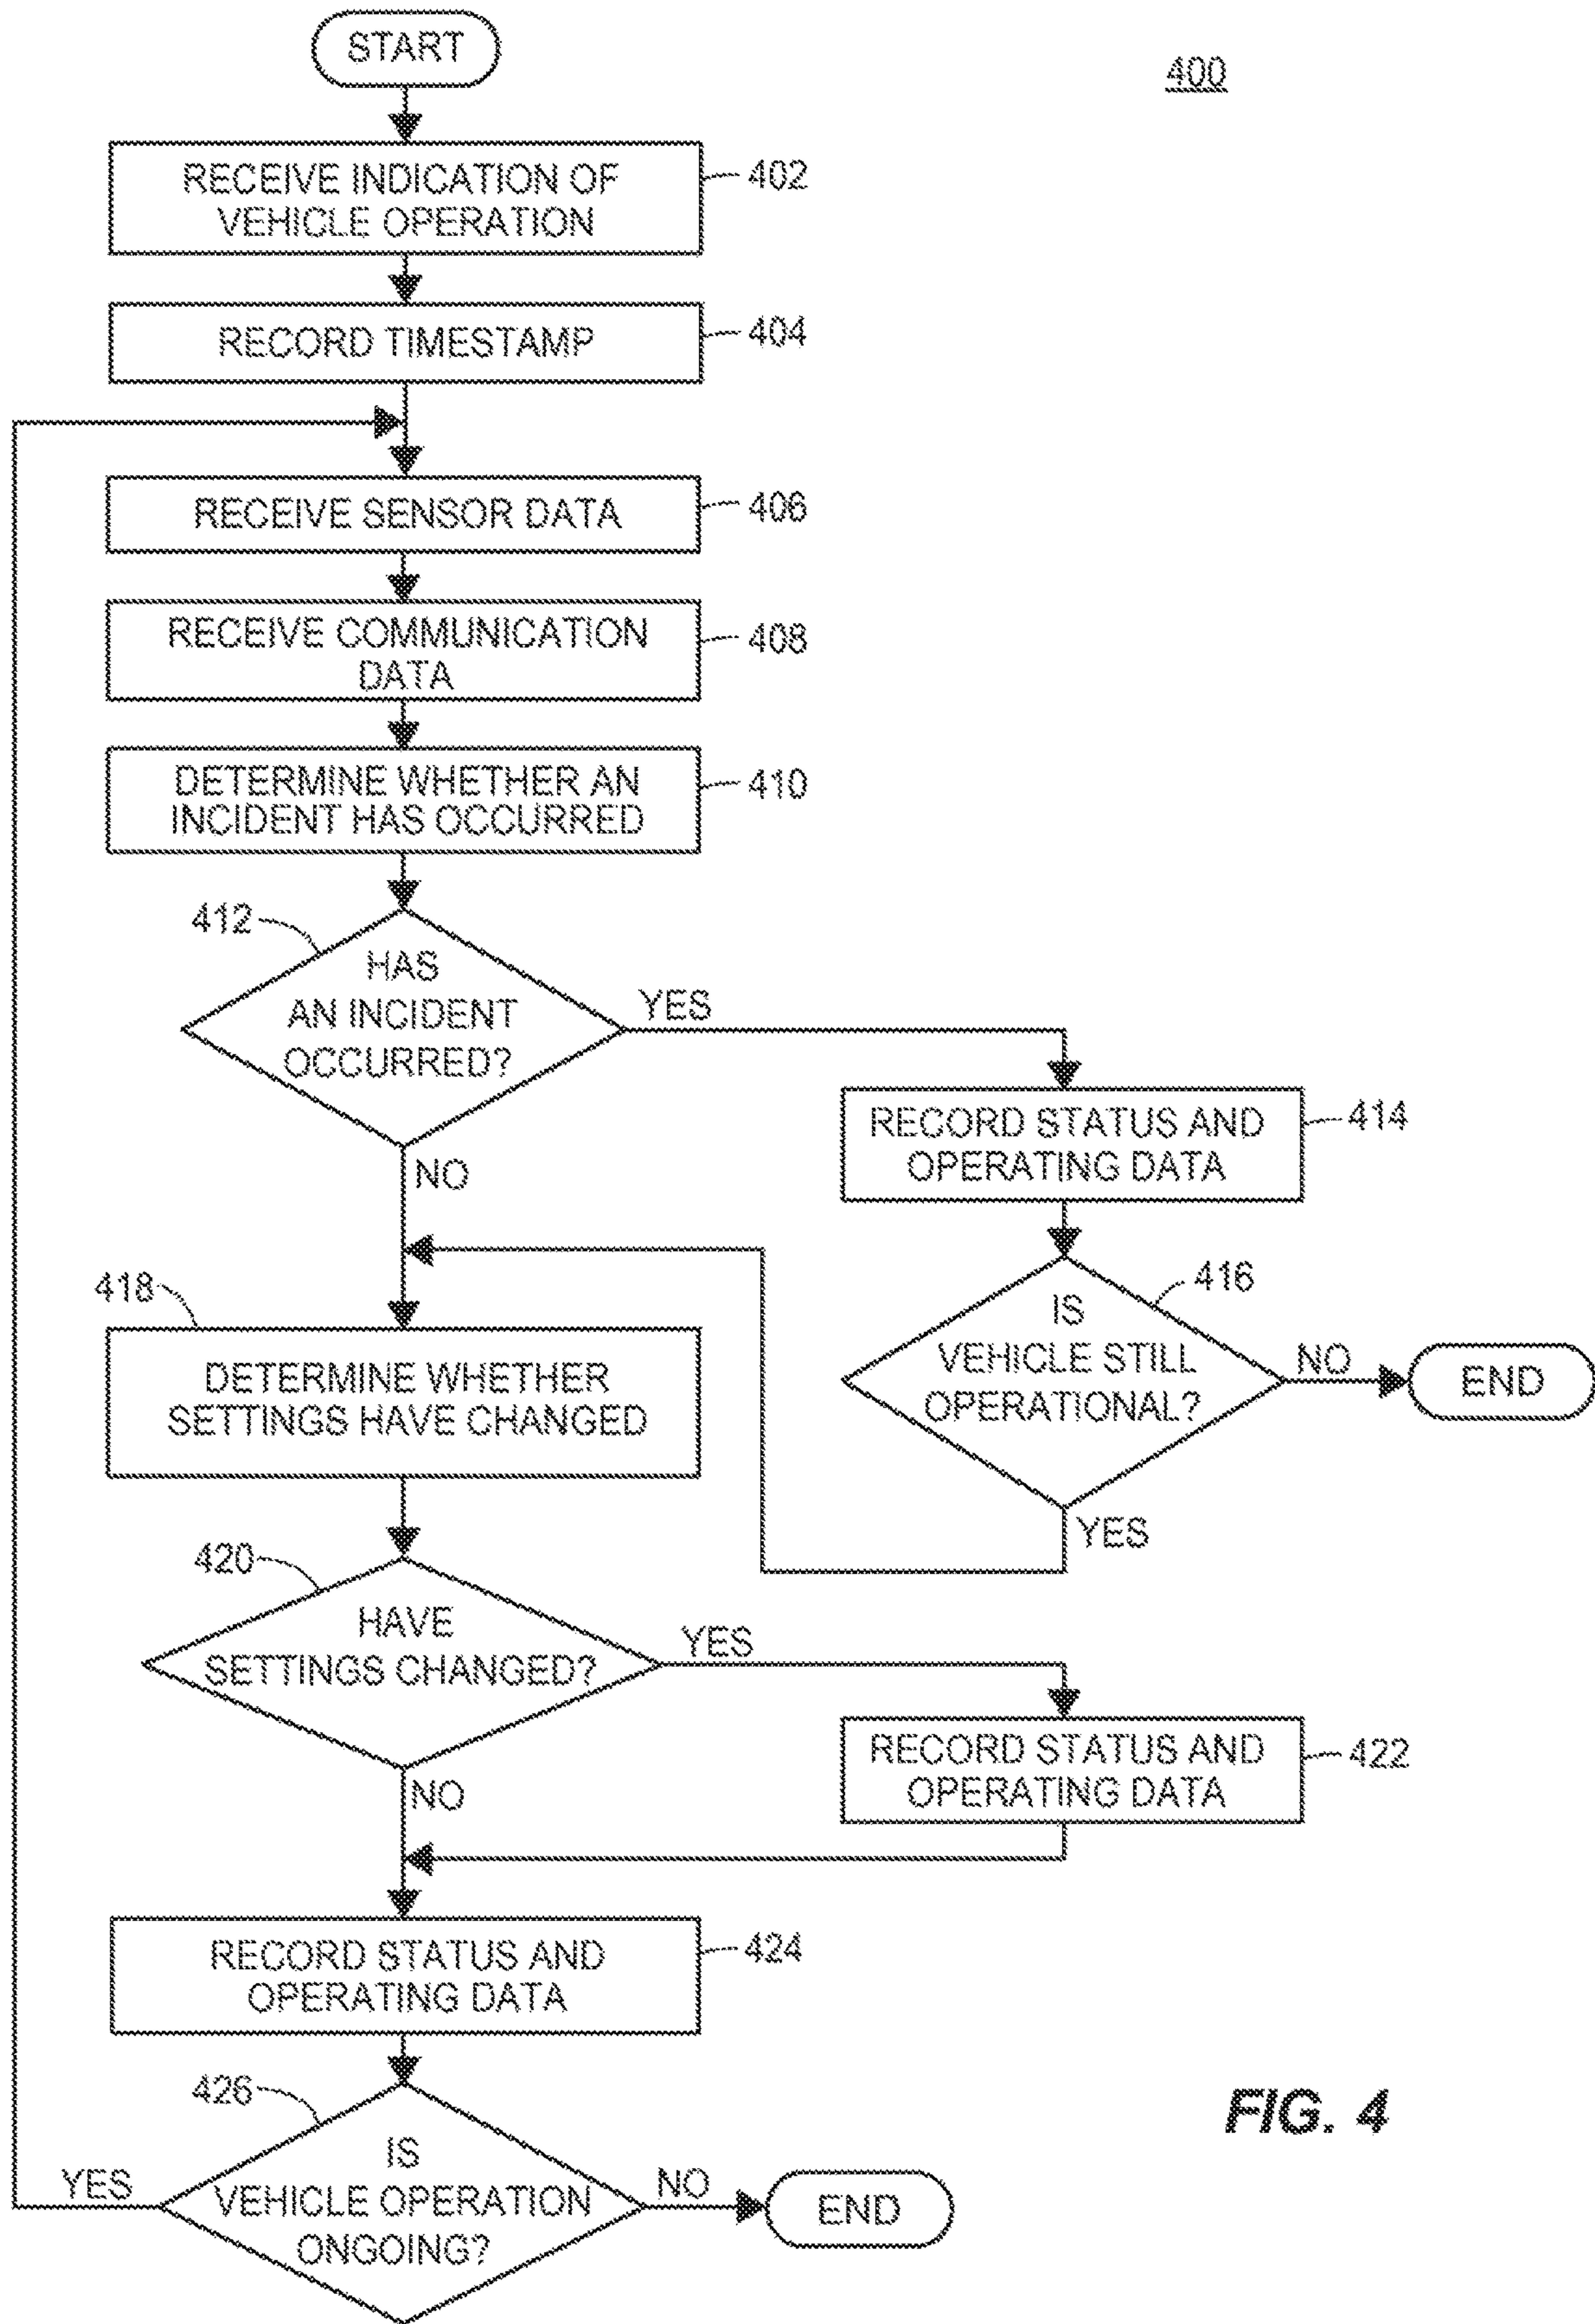 START
400
RECEIVE INDICATION OF
VEHICLE OPERATION
402
RECORD TIMESTAMP
404
RECEIVE SENSOR DATA
406
RECEIVE COMMUNICATION
DATA
408
DETERMINE WHETHER AN
INCIDENT HAS OCCURRED
410
412
HAS
AN INCIDENT
OCCURRED?
YES
NO
RECORD STATUS AND
OPERATING DATA
414
416
IS
VEHICLE STILL
OPERATIONAL?
NO
END
YES
418
DETERMINE WHETHER
SETTINGS HAVE CHANGED
420
HAVE
SETTINGS CHANGED?
YES
NO
RECORD STATUS AND
OPERATING DATA
422
RECORD STATUS AND
OPERATING DATA
424
426
IS
VEHICLE OPERATION
ONGOING?
YES
NO
END
FIG. 4